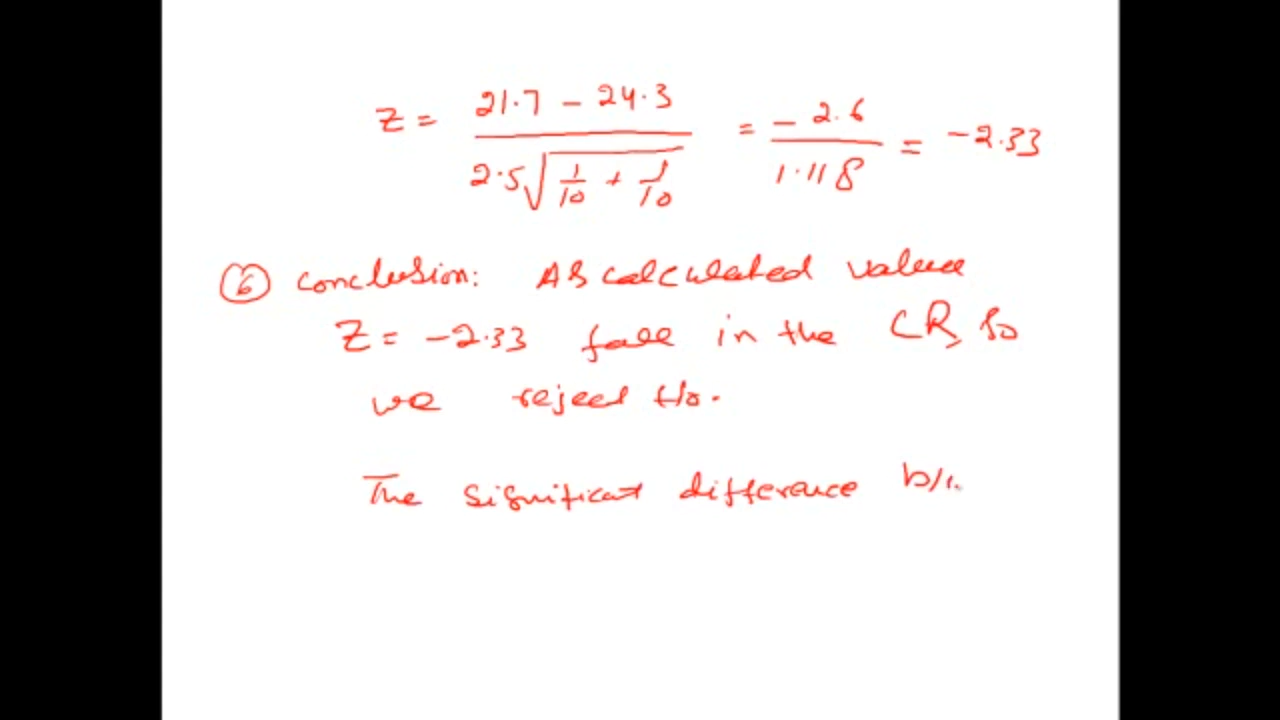 Z = (21.7 - 24.3) / (2.5√(1/10 + 1/10)) = -2.6 / 1.118 = -2.33
⑥ Conclusion: As calculated value
Z = -2.33 fall in the CR, so
we reject H0.
The significant difference b/